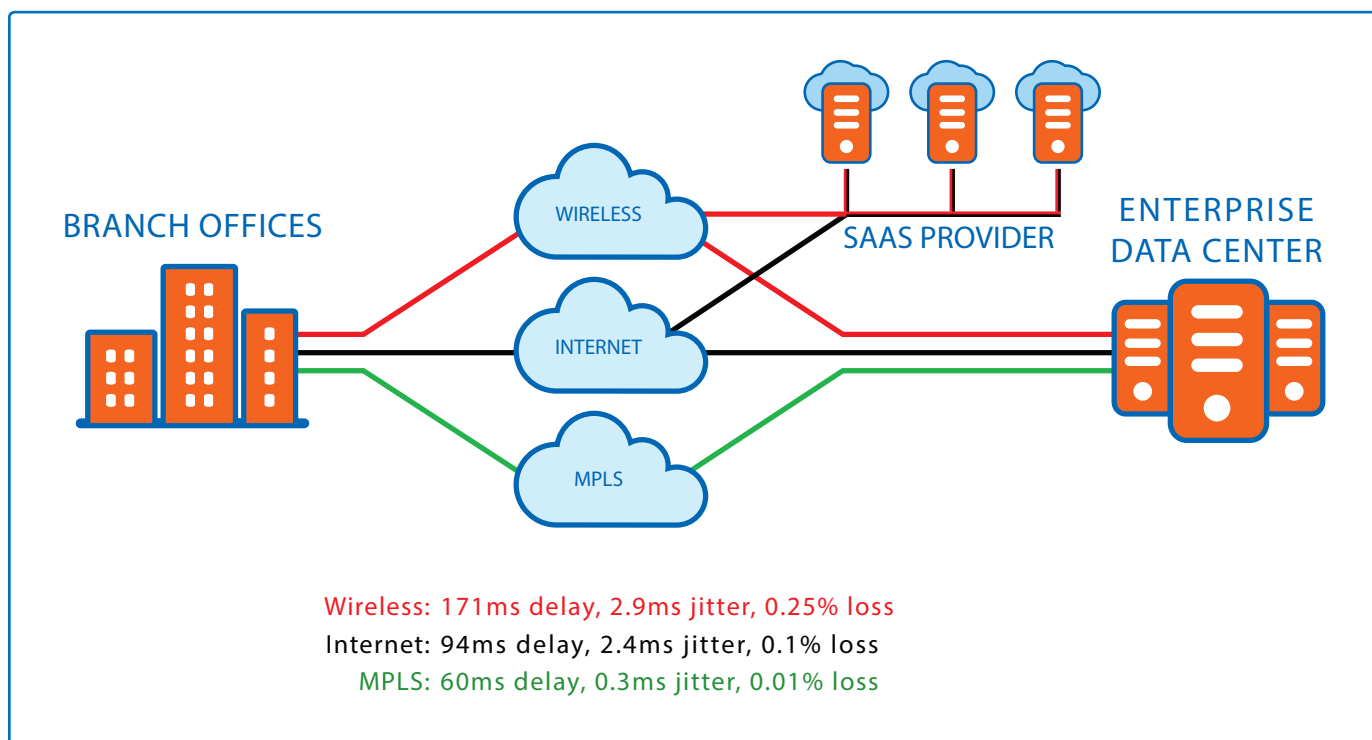 BRANCH OFFICES
WIRELESS
INTERNET
MPLS
SAAS PROVIDER
ENTERPRISE
DATA CENTER
Wireless: 171ms delay, 2.9ms jitter, 0.25% loss
Internet: 94ms delay, 2.4ms jitter, 0.1% loss
MPLS: 60ms delay, 0.3ms jitter, 0.01% loss